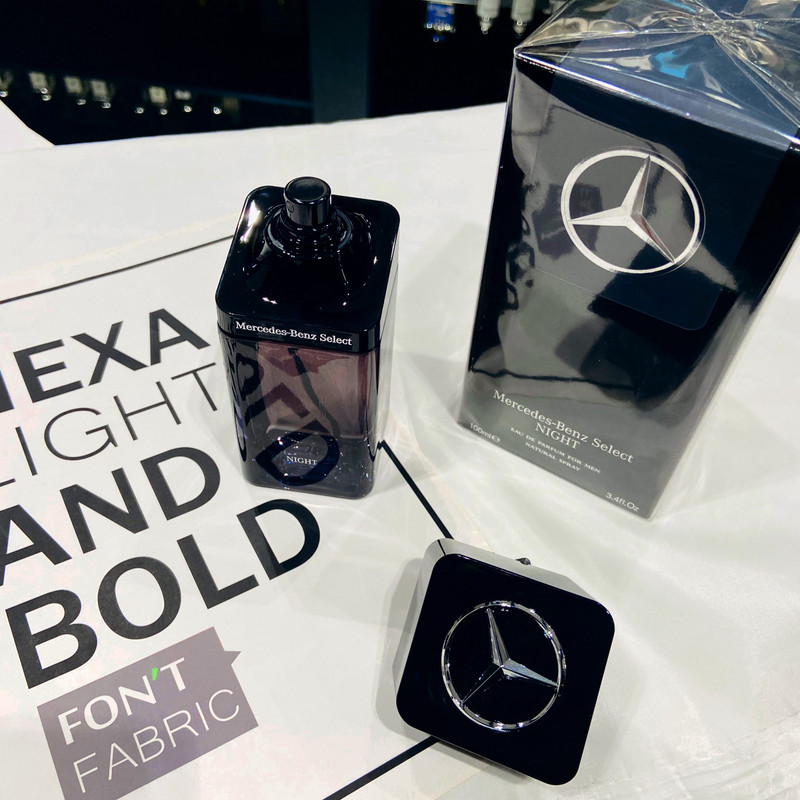 HEXA
LIGHT
AND
BOLD
FON'T
FABRIC
Mercedes-Benz Select
NIGHT
Mercedes-Benz Select
NIGHT
100ml℮
EAU DE PARFUM FOR MEN
NATURAL SPRAY
3.4fl.Oz